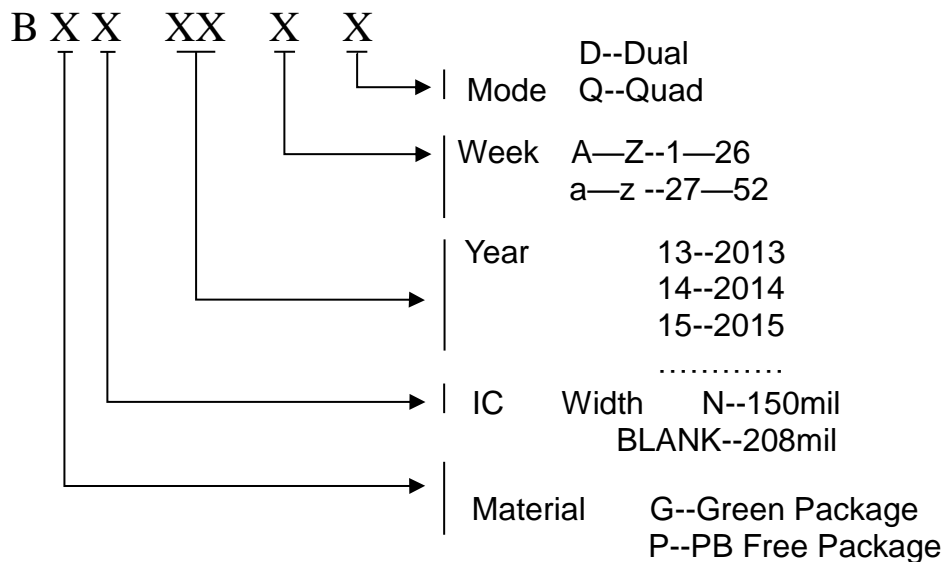 B X X XX X X
D--Dual
Mode Q--Quad
Week A—Z--1—26
a—z --27—52
Year 13--2013
14--2014
15--2015
…………
IC Width N--150mil
BLANK--208mil
Material G--Green Package
P--PB Free Package